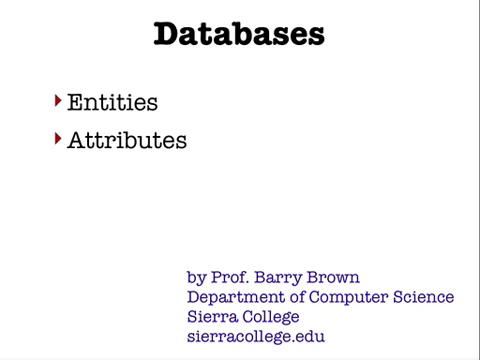 Databases
Entities
Attributes
by Prof. Barry Brown
Department of Computer Science
Sierra College
sierracollege.edu